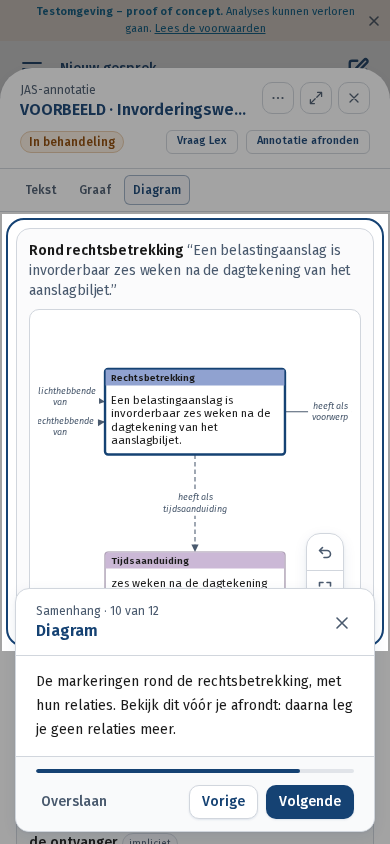 Testomgeving – proof of concept. Analyses kunnen verloren
gaan. Lees de voorwaarden
Nieuw gesprek
JAS-annotatie
VOORBEELD · Invorderingswe...
In behandeling
Vraag Lex
Annotatie afronden
Tekst
Graaf
Diagram
Rond rechtsbetrekking “Een belastingaanslag is
invorderbaar zes weken na de dagtekening van het
aanslagbiljet.”
Rechtsbetrekking
Een belastingaanslag is
invorderbaar zes weken na de
dagtekening van het
aanslagbiljet.
lichthebbende
van
echthebbende
van
heeft als
voorwerp
heeft als
tijdsaanduiding
Tijdsaanduiding
zes weken na de dagtekening
Samenhang · 10 van 12
Diagram
De markeringen rond de rechtsbetrekking, met
hun relaties. Bekijk dit vóór je afrondt: daarna leg
je geen relaties meer.
Overslaan
Vorige
Volgende
de ontvanger
impliciet